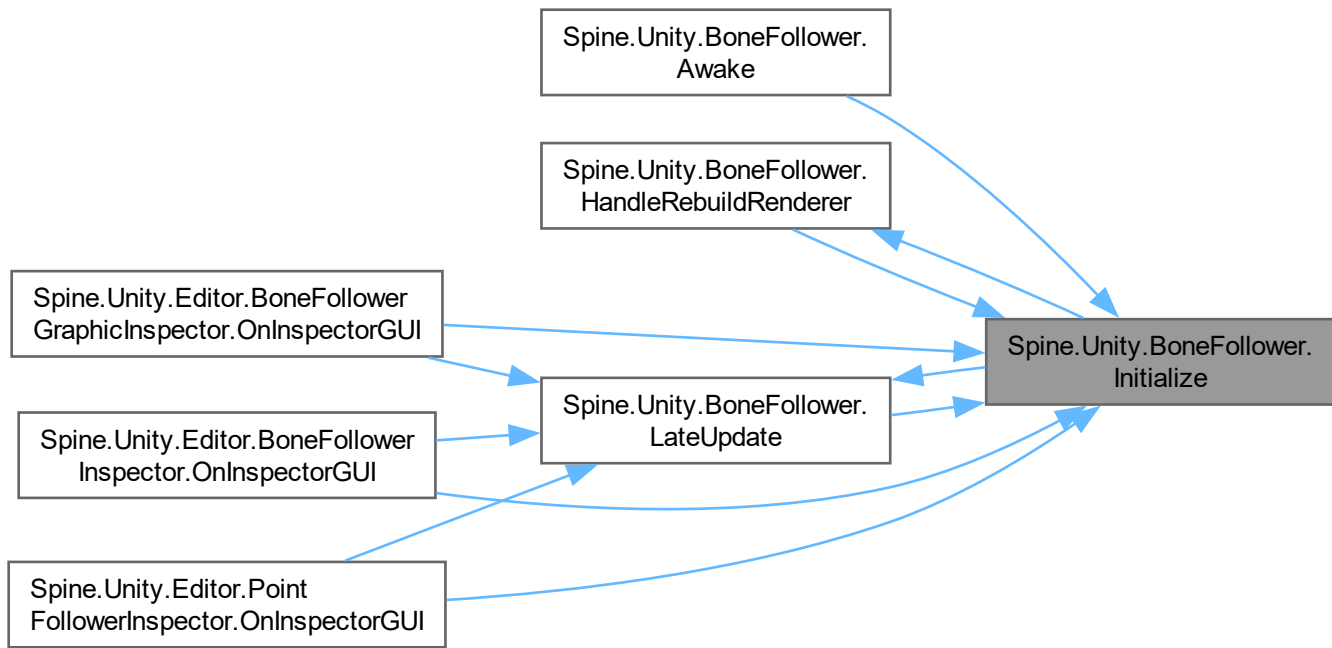 Spine.Unity.BoneFollower.
Awake
Spine.Unity.BoneFollower.
HandleRebuildRenderer
Spine.Unity.Editor.BoneFollower
GraphicInspector.OnInspectorGUI
Spine.Unity.BoneFollower.
Initialize
Spine.Unity.BoneFollower.
LateUpdate
Spine.Unity.Editor.BoneFollower
Inspector.OnInspectorGUI
Spine.Unity.Editor.Point
FollowerInspector.OnInspectorGUI